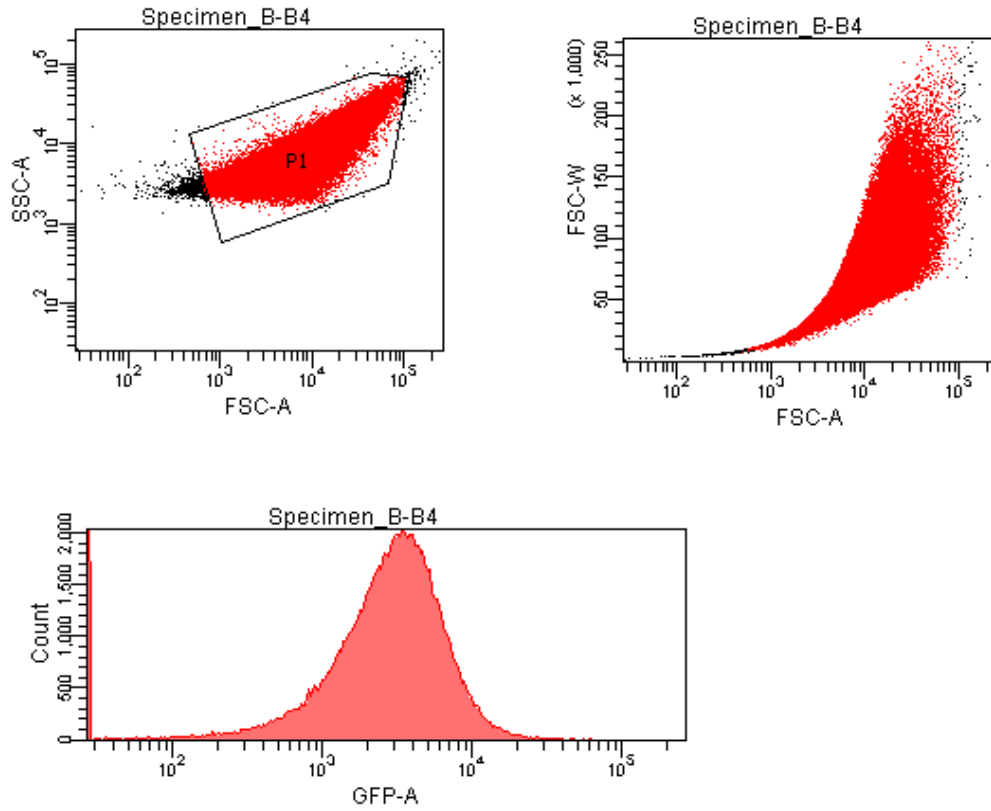 Specimen_B-B4
SSC-A
10^5
10^4
10^3
10^2
P1
10^2 10^3 10^4 10^5
FSC-A
Specimen_B-B4
(x 1,000)
FSC-W
250
200
150
100
50
10^2 10^3 10^4 10^5
FSC-A
Specimen_B-B4
Count
2,000
1,500
1,000
500
0
10^2 10^3 10^4 10^5
GFP-A